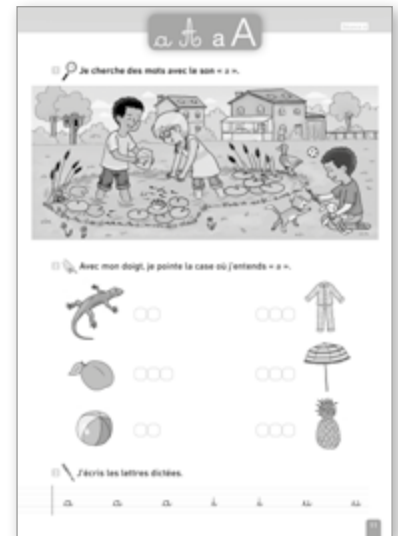 a A a A
Je cherche des mots avec le son « a ».
Avec mon doigt, je pointe la case où j'entends « a ».
J'écris les lettres dictées.
a a a i i u u